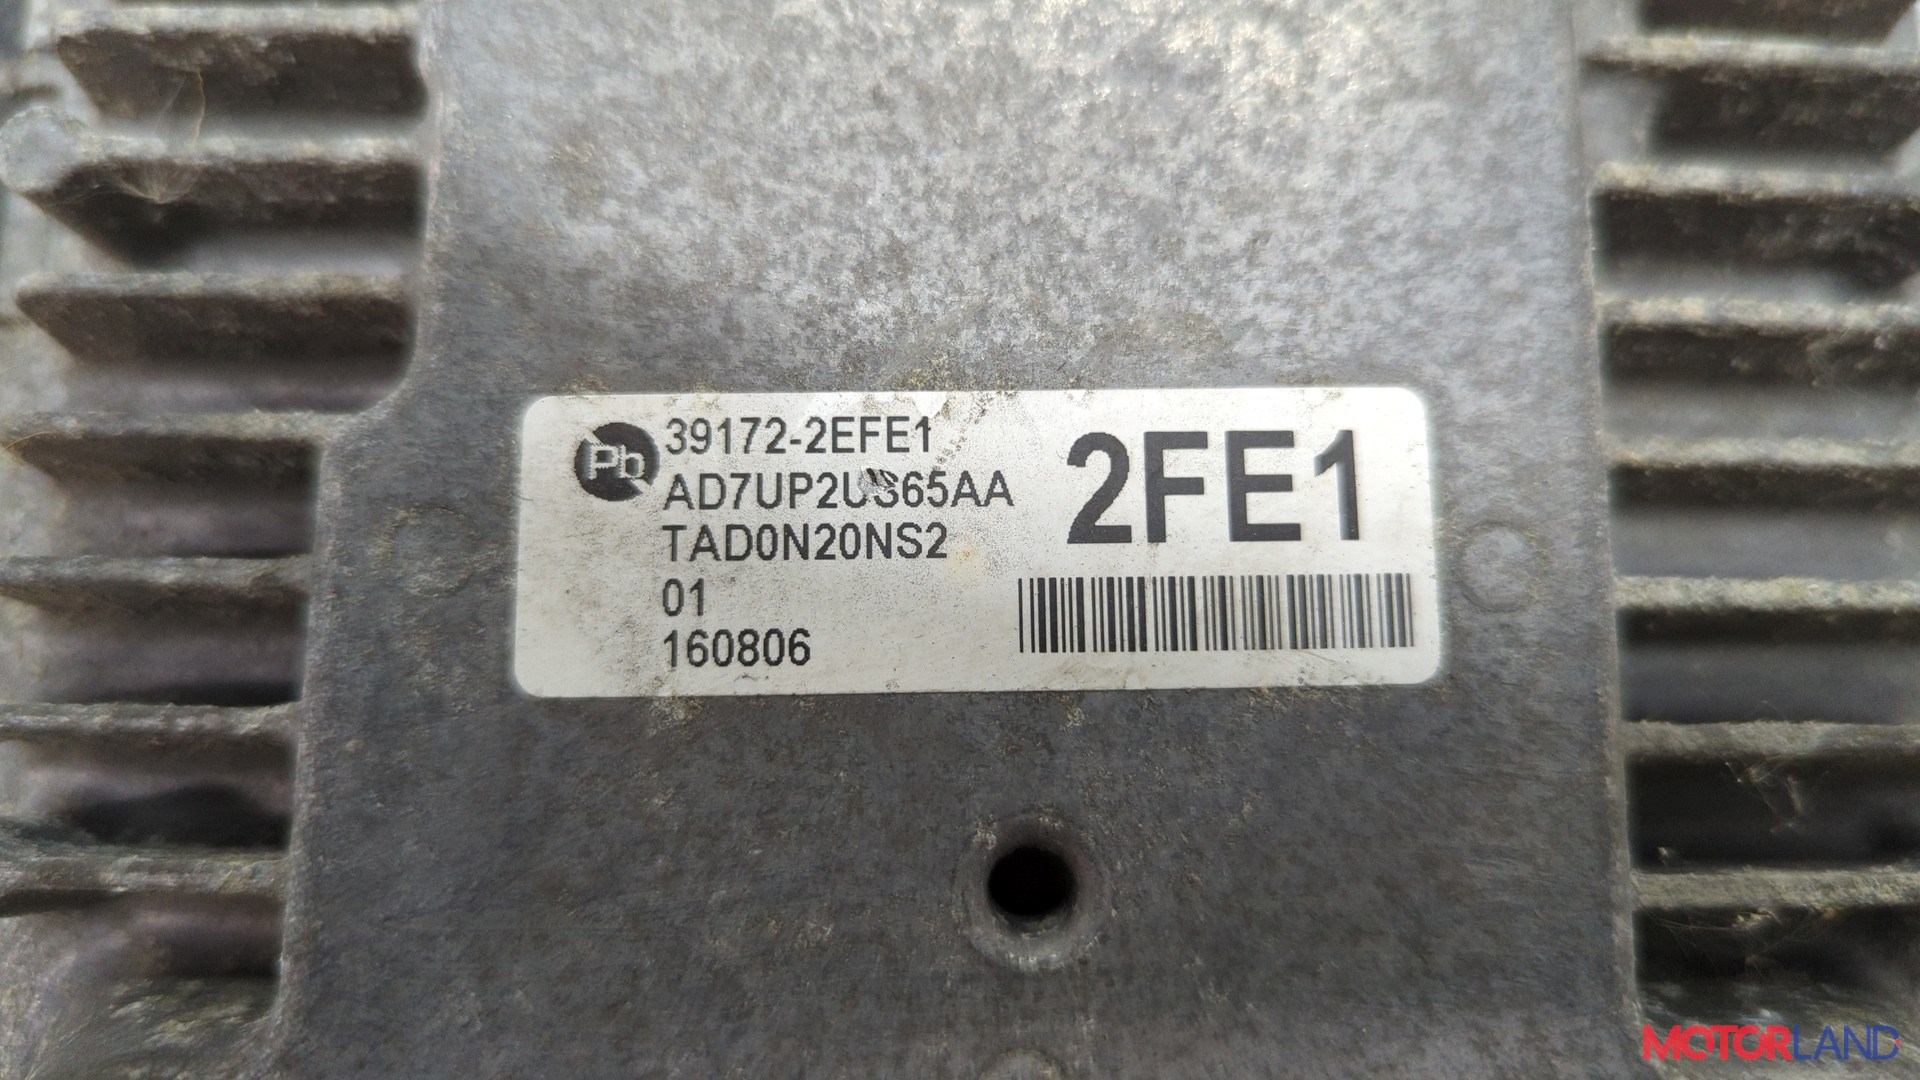 Pb
39172-2EFE1
AD7UP2US65AA
TAD0N20NS2
01
160806
2FE1
MOTORLAND